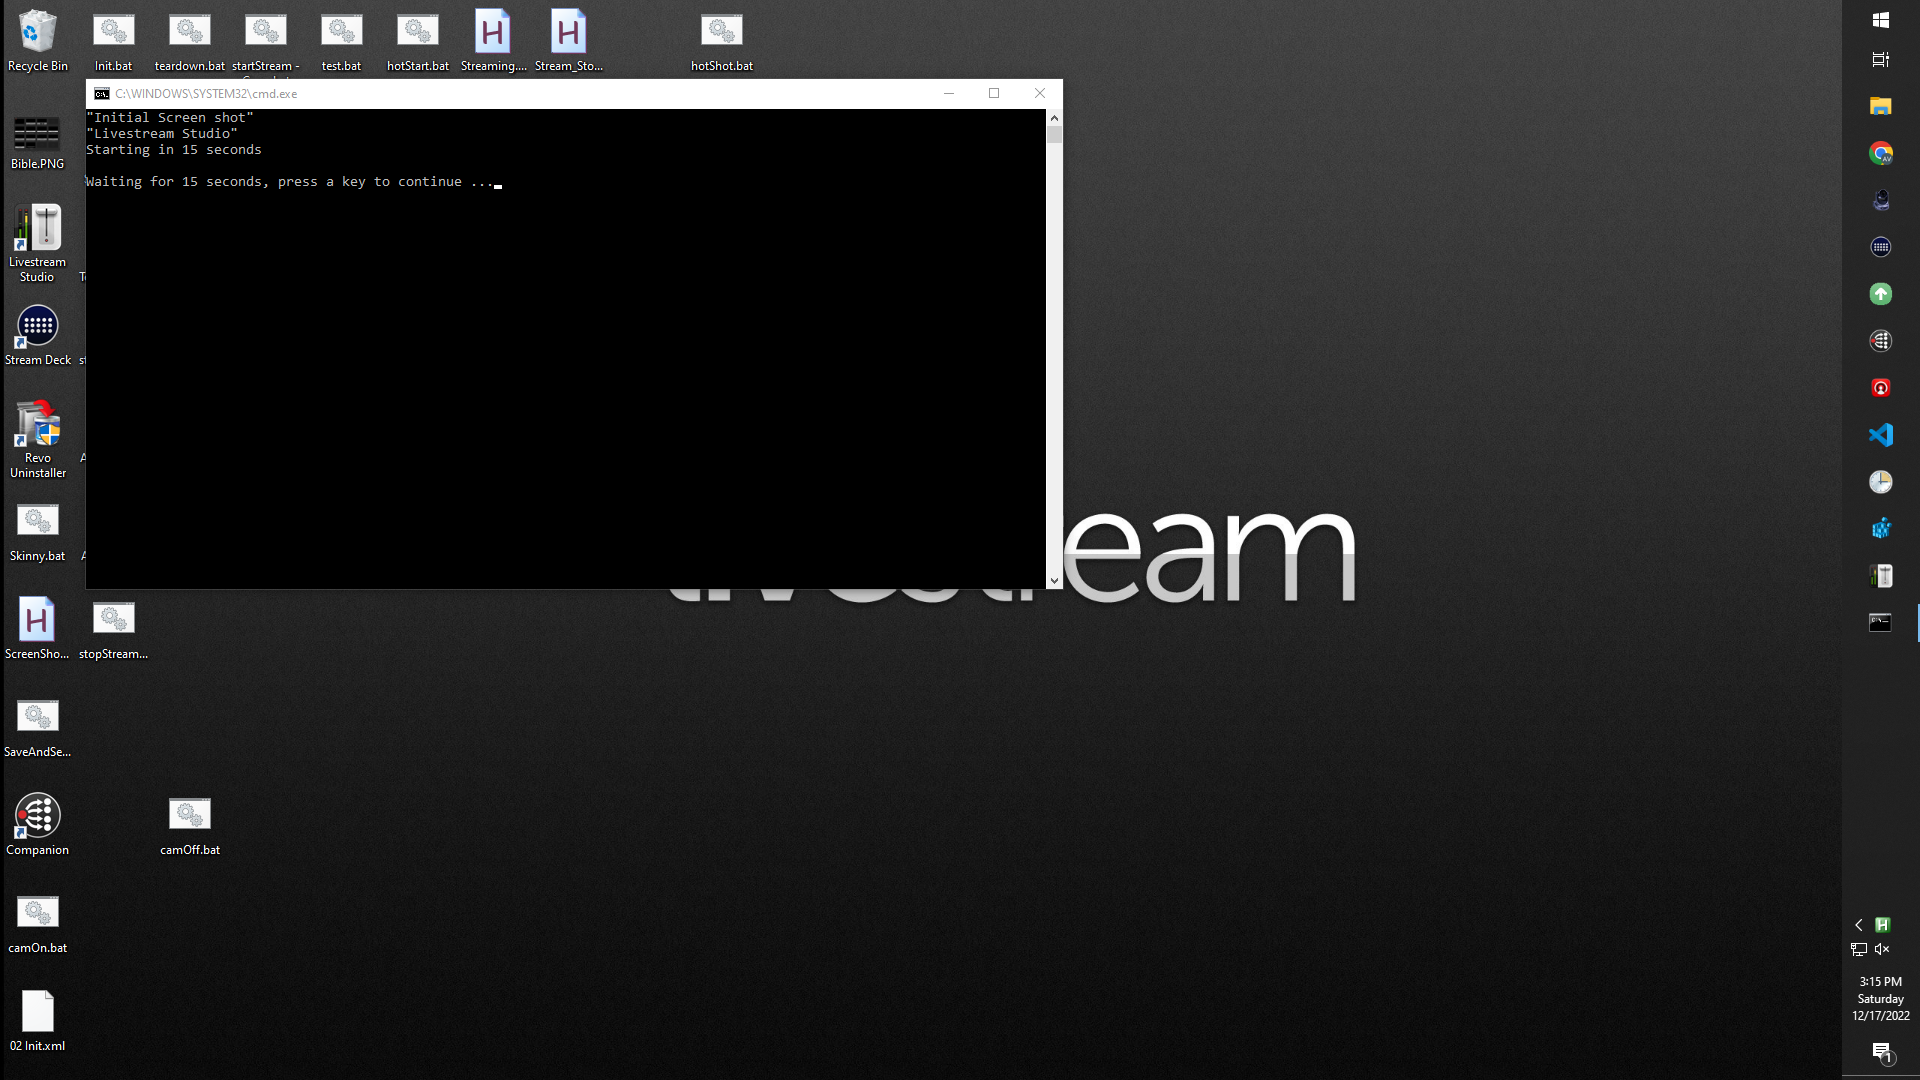 Recycle Bin
Init.bat
teardown.bat
startStream -
test.bat
hotStart.bat
Streaming....
Stream_Sto...
hotShot.bat
C:\WINDOWS\SYSTEM32\cmd.exe
"Initial Screen shot"
"Livestream Studio"
Starting in 15 seconds
Waiting for 15 seconds, press a key to continue ...
Bible.PNG
Livestream
Studio
Stream Deck
Revo
Uninstaller
Skinny.bat
ScreenSho...
stopStream...
SaveAndSe...
Companion
camOff.bat
camOn.bat
02 Init.xml
livestream
AV
3:15 PM
Saturday
12/17/2022
1